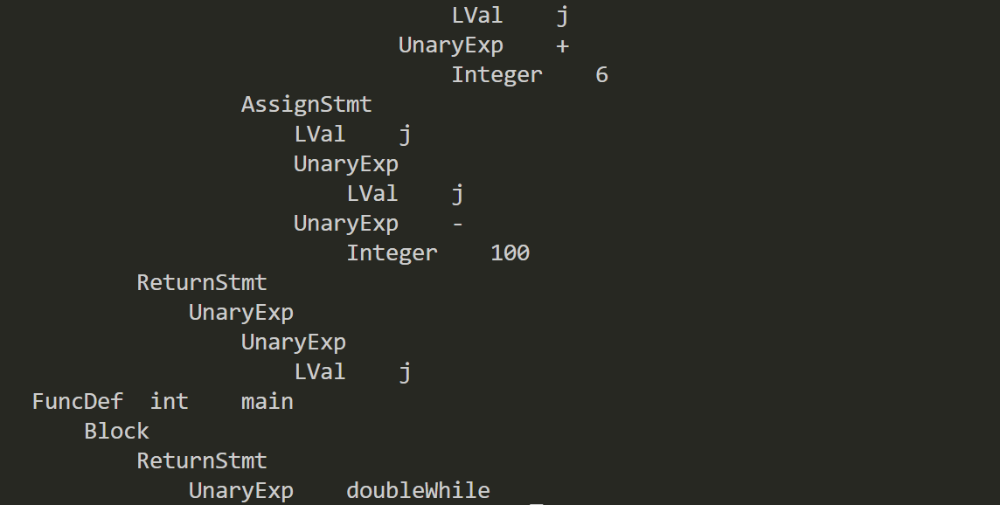 LVal j
UnaryExp +
Integer 6
AssignStmt
LVal j
UnaryExp
LVal j
UnaryExp -
Integer 100
ReturnStmt
UnaryExp
UnaryExp
LVal j
FuncDef int main
Block
ReturnStmt
UnaryExp doubleWhile